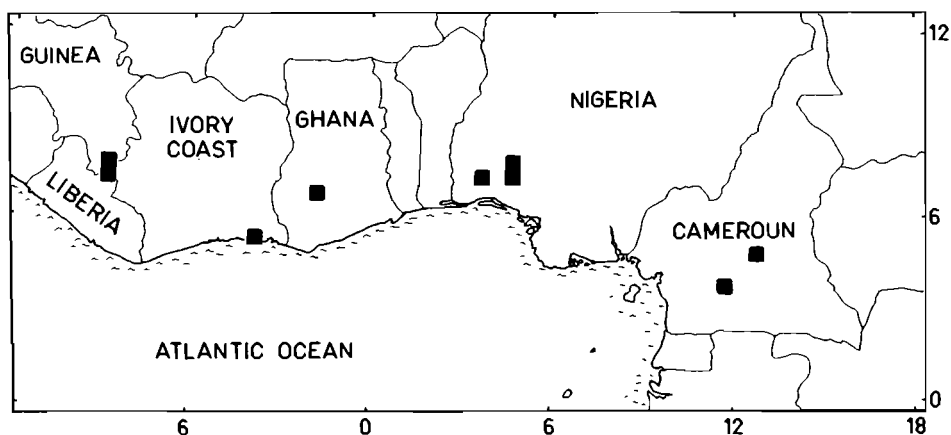 12
GUINEA
NIGERIA
IVORY
COAST
GHANA
LIBERIA
6
CAMEROUN
ATLANTIC OCEAN
0
6 0 6 12 18